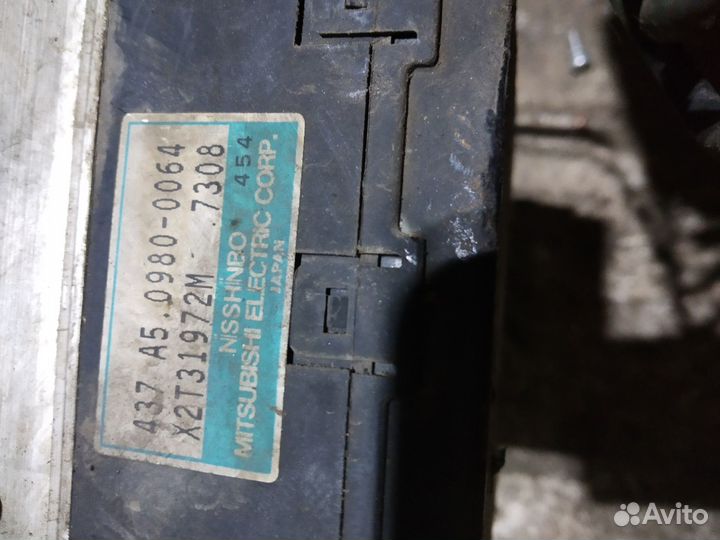 437 A5.0980-0064
X2T31972M 7308
NISSHINBO 454
MITSUBISHI ELECTRIC CORP.
JAPAN
Avito